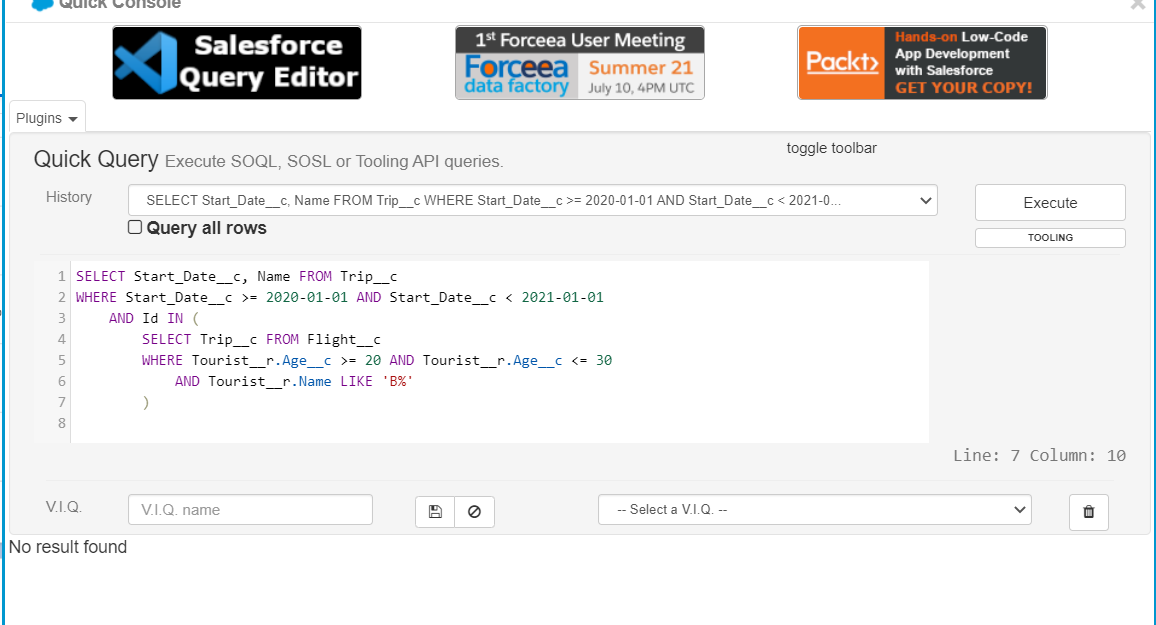 Quick Console
Salesforce
Query Editor
1st Forceea User Meeting
Forceea
data factory
Summer 21
July 10, 4PM UTC
Packt>
Hands-on Low-Code
App Development
with Salesforce
GET YOUR COPY!
Plugins
Quick Query Execute SOQL, SOSL or Tooling API queries.
toggle toolbar
History
SELECT Start_Date__c, Name FROM Trip__c WHERE Start_Date__c >= 2020-01-01 AND Start_Date__c < 2021-0...
Execute
Query all rows
TOOLING
1 SELECT Start_Date__c, Name FROM Trip__c
2 WHERE Start_Date__c >= 2020-01-01 AND Start_Date__c < 2021-01-01
3 AND Id IN (
4 SELECT Trip__c FROM Flight__c
5 WHERE Tourist__r.Age__c >= 20 AND Tourist__r.Age__c <= 30
6 AND Tourist__r.Name LIKE 'B%'
7 )
8
Line: 7 Column: 10
V.I.Q.
V.I.Q. name
-- Select a V.I.Q. --
No result found